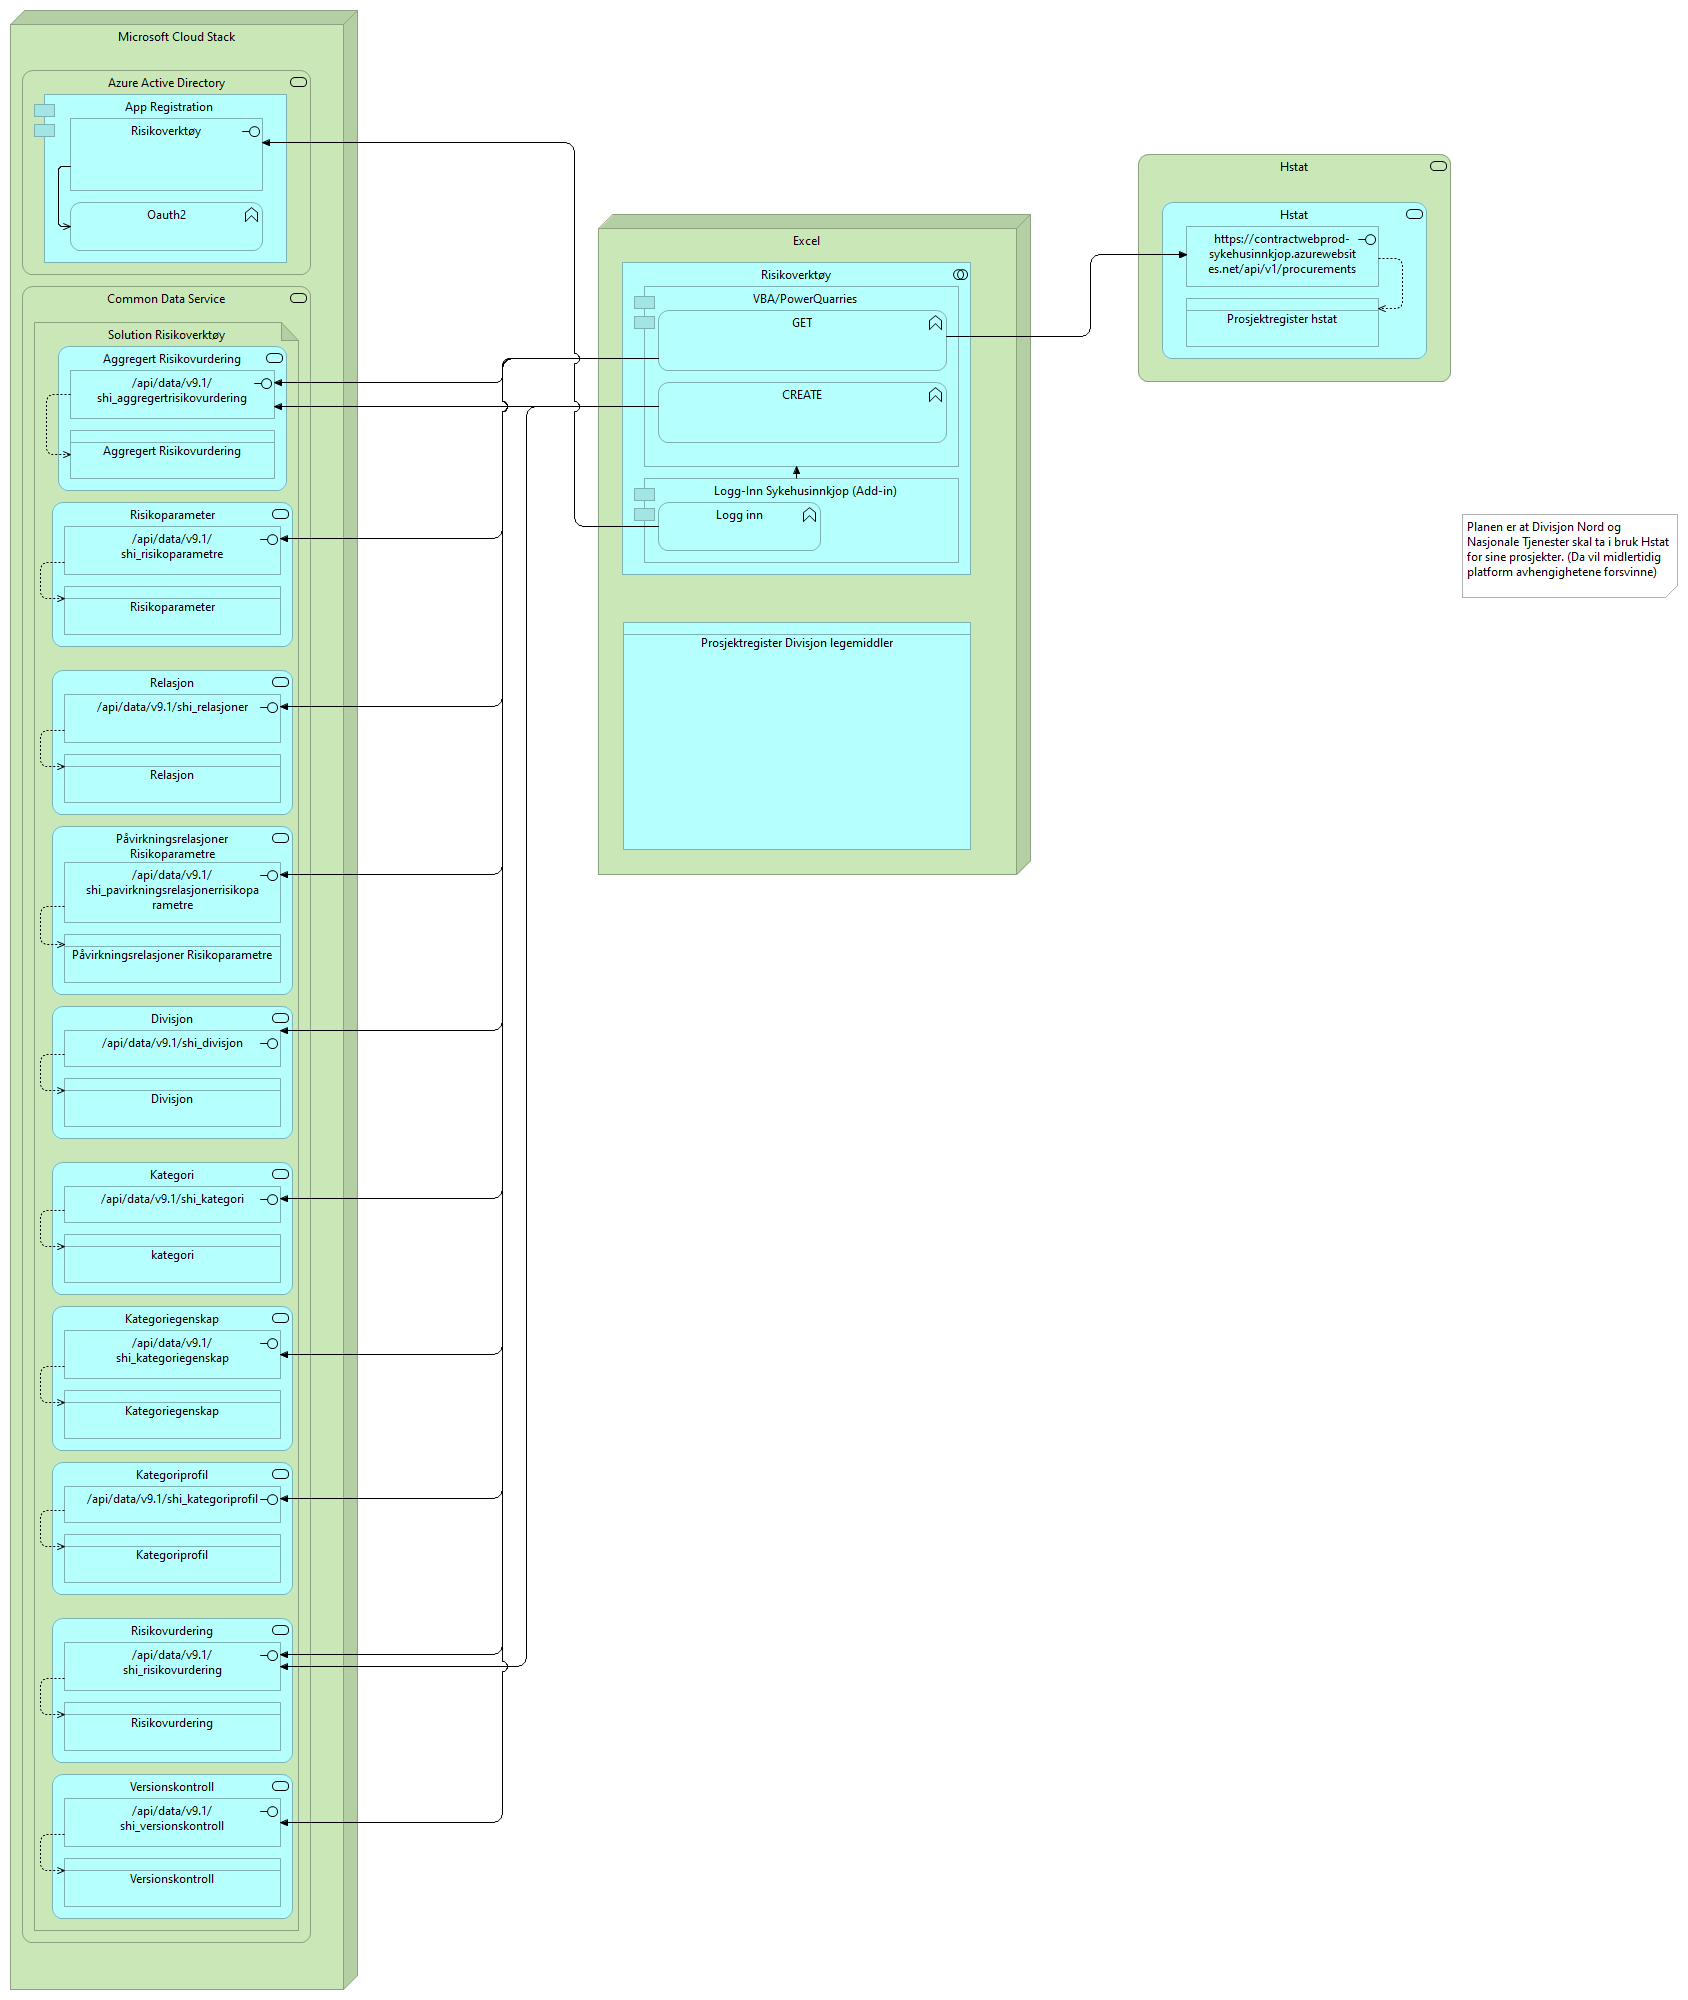 Microsoft Cloud Stack
Azure Active Directory
App Registration
Risikoverktøy
Oauth2
Common Data Service
Solution Risikoverktøy
Aggregert Risikovurdering
/api/data/v9.1/
shi_aggregertrisikovurdering
Aggregert Risikovurdering
Risikoparameter
/api/data/v9.1/
shi_risikoparametre
Risikoparameter
Relasjon
/api/data/v9.1/shi_relasjoner
Relasjon
Påvirkningsrelasjoner
Risikoparametre
/api/data/v9.1/
shi_pavirkningsrelasjonerrisikopa
rametre
Påvirkningsrelasjoner Risikoparametre
Divisjon
/api/data/v9.1/shi_divisjon
Divisjon
Kategori
/api/data/v9.1/shi_kategori
kategori
Kategoriegenskap
/api/data/v9.1/
shi_kategoriegenskap
Kategoriegenskap
Kategoriprofil
/api/data/v9.1/shi_kategoriprofil
Kategoriprofil
Risikovurdering
/api/data/v9.1/
shi_risikovurdering
Risikovurdering
Versionskontroll
/api/data/v9.1/
shi_versionskontroll
Versionskontroll
Excel
Risikoverktøy
VBA/PowerQuarries
GET
CREATE
Logg-Inn Sykehusinnkjop (Add-in)
Logg inn
Prosjektregister Divisjon legemiddler
Hstat
Hstat
https://contractwebprod-
sykehusinnkjop.azurewebsit
es.net/api/v1/procurements
Prosjektregister hstat
Planen er at Divisjon Nord og
Nasjonale Tjenester skal ta i bruk Hstat
for sine prosjekter. (Da vil midlertidig
platform avhengighetene forsvinne)